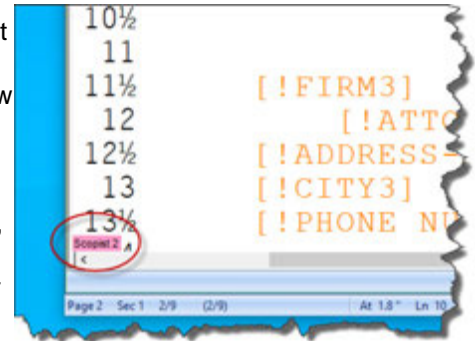 t
10½
11
11½ [!FIRM3]
w
12 [!ATTO
12½ [!ADDRESS-
13 [!CITY3]
13½ [!PHONE NU
Scopist 2
<
Page 2 Sec 1 2/9 (2/9) At 1.8" Ln 10